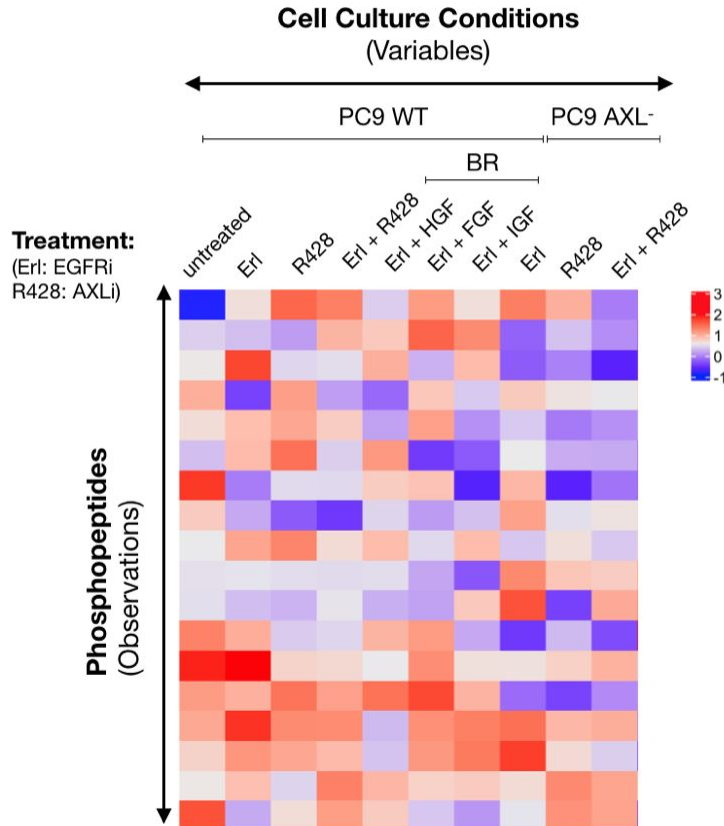 Cell Culture Conditions
(Variables)
PC9 WT
PC9 AXL-
BR
Treatment:
(Erl: EGFRi
R428: AXLi)
untreated
Erl
R428
Erl + R428
Erl + HGF
Erl + FGF
Erl + IGF
Erl
R428
Erl + R428
3
2
1
0
-1
Phosphopeptides
(Observations)